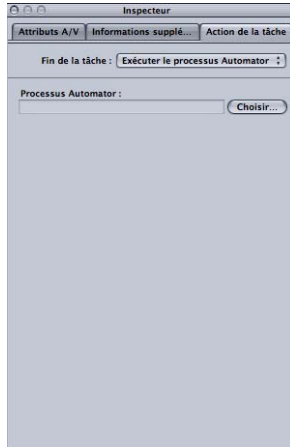 Inspecteur
Attributs A/V Informations supplé... Action de la tâche
Fin de la tâche : Exécuter le processus Automator
Processus Automator :
Choisir...